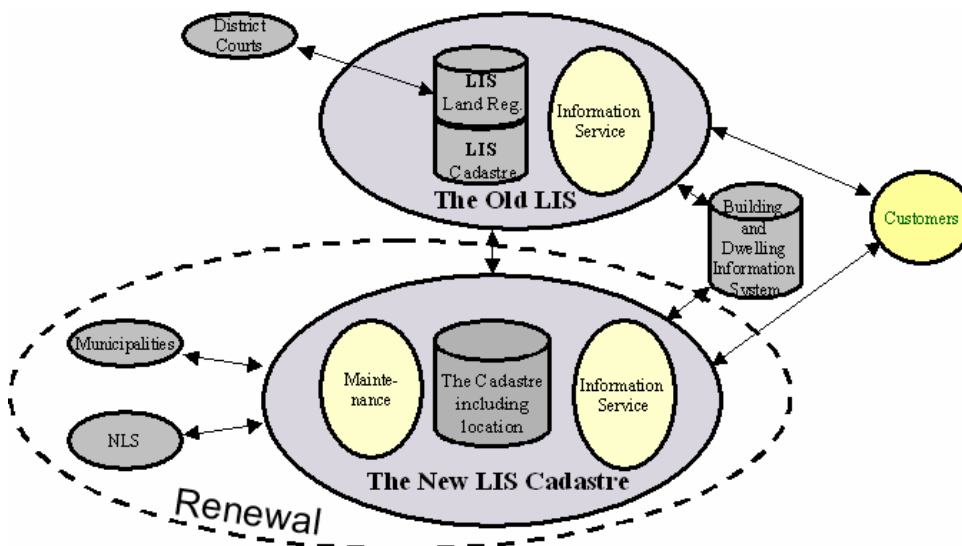 District
Courts
LIS
Land Reg.
LIS
Cadastre
Information
Service
The Old LIS
Building
and
Dwelling
Information
System
Customers
Municipalities
NLS
Mainte-
nance
The Cadastre
including
location
Information
Service
The New LIS Cadastre
Renewal